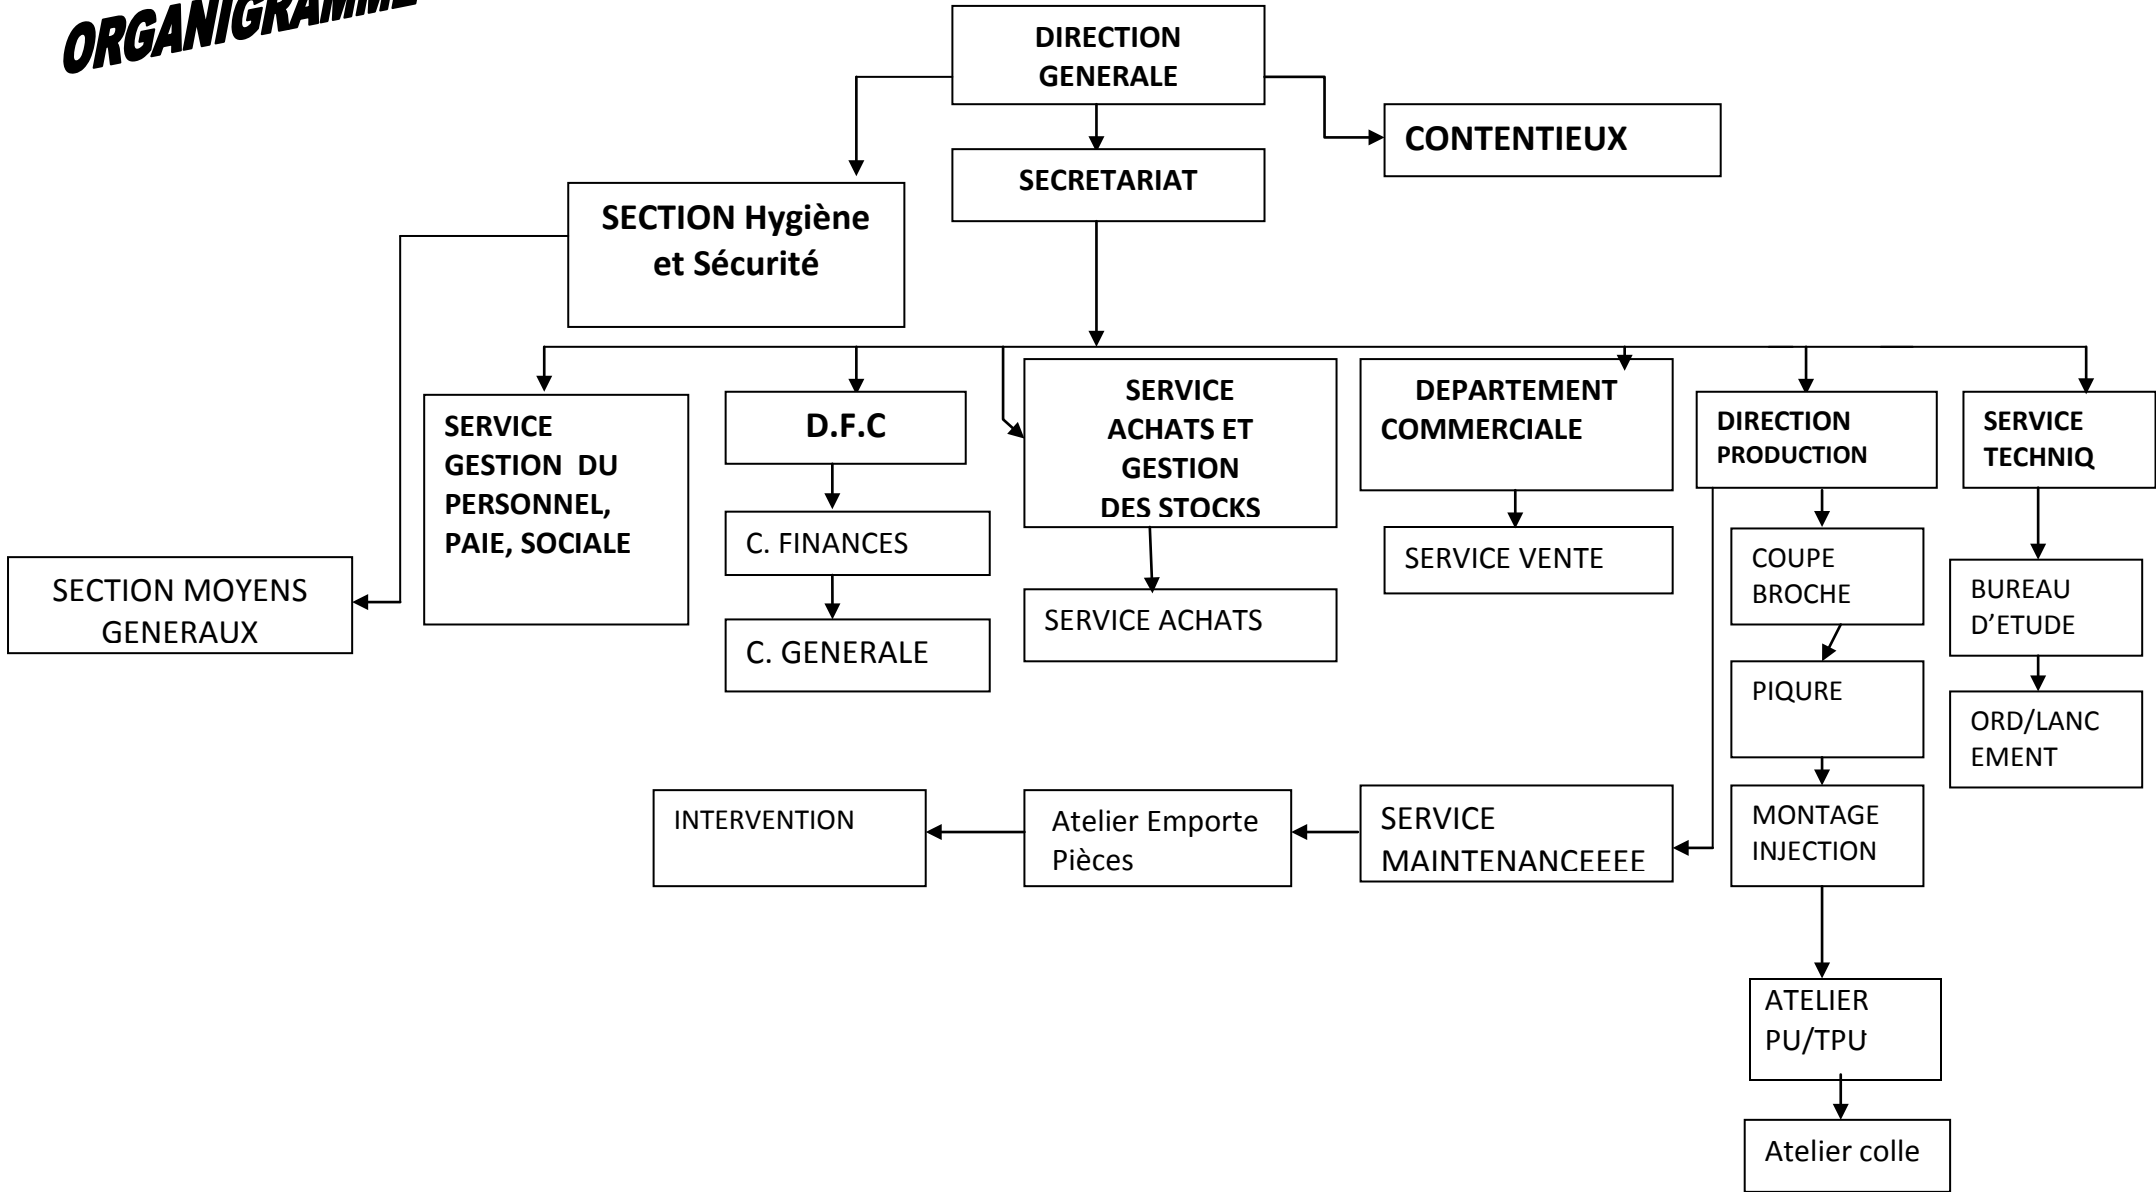 ORGANIGRAMME
DIRECTION
GENERALE
CONTENTIEUX
SECRETARIAT
SECTION Hygiène
et Sécurité
SERVICE
GESTION DU
PERSONNEL,
PAIE, SOCIALE
D.F.C
SERVICE
ACHATS ET
GESTION
DES STOCKS
DEPARTEMENT
COMMERCIALE
DIRECTION
PRODUCTION
SERVICE
TECHNIQ
SECTION MOYENS
GENERAUX
C. FINANCES
C. GENERALE
SERVICE ACHATS
SERVICE VENTE
COUPE
BROCHE
BUREAU
D'ETUDE
PIQURE
ORD/LANC
EMENT
INTERVENTION
Atelier Emporte
Pièces
SERVICE
MAINTENANCEEEE
MONTAGE
INJECTION
ATELIER
PU/TPU
Atelier colle